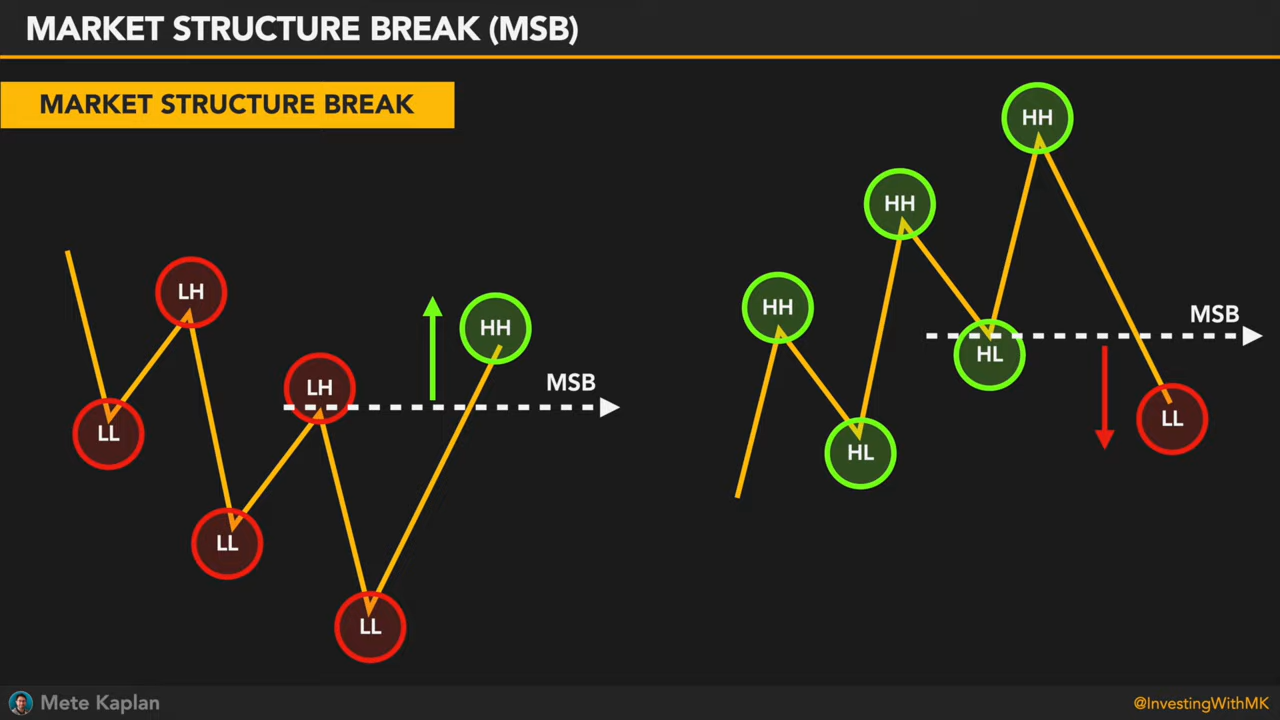 MARKET STRUCTURE BREAK (MSB)
MARKET STRUCTURE BREAK
LH
LL
LH
LL
LL
HH
MSB
HH
HL
HH
HL
HH
MSB
LL
Mete Kaplan
@InvestingWithMK